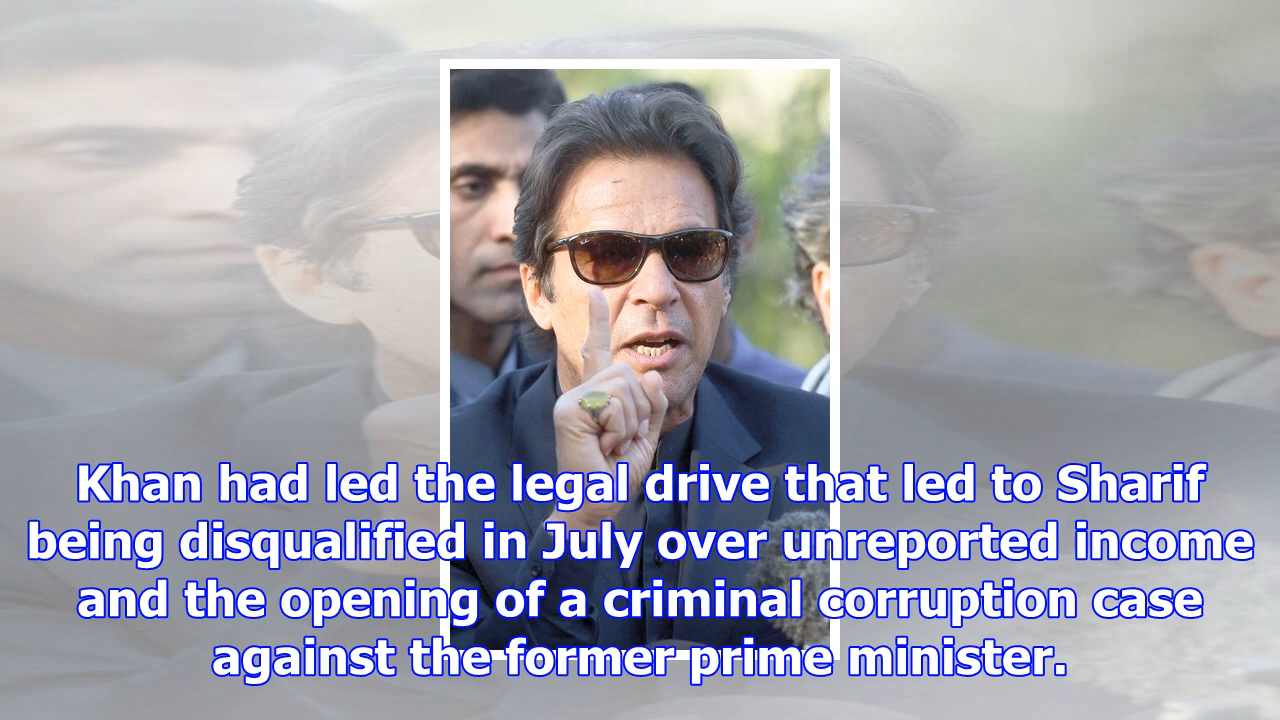 Khan had led the legal drive that led to Sharif
being disqualified in July over unreported income
and the opening of a criminal corruption case
against the former prime minister.